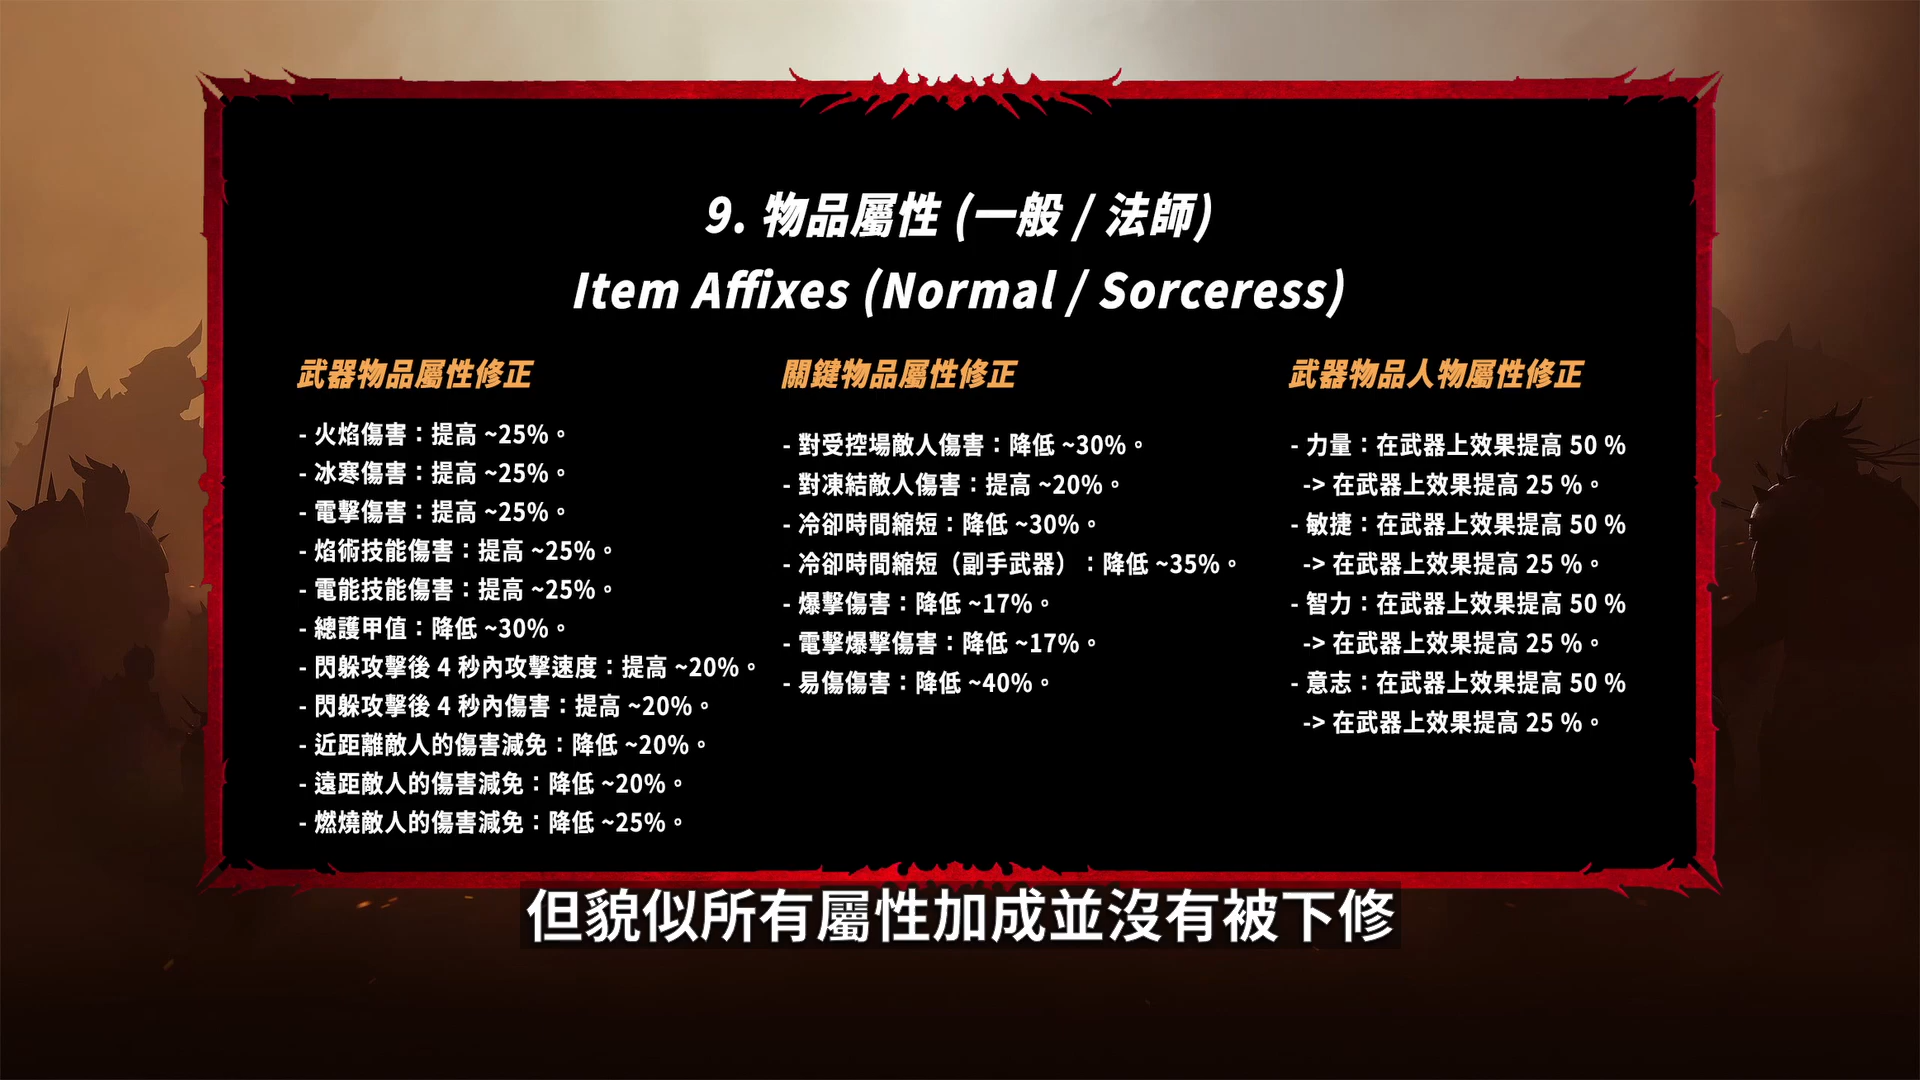 9. 物品屬性 (一般 / 法師)
Item Affixes (Normal / Sorceress)
武器物品屬性修正
- 火焰傷害：提高 ~25%。
- 冰寒傷害：提高 ~25%。
- 電擊傷害：提高 ~25%。
- 焰術技能傷害：提高 ~25%。
- 電能技能傷害：提高 ~25%。
- 總護甲值：降低 ~30%。
- 閃躲攻擊後 4 秒內攻擊速度：提高 ~20%。
- 閃躲攻擊後 4 秒內傷害：提高 ~20%。
- 近距離敵人的傷害減免：降低 ~20%。
- 遠距敵人的傷害減免：降低 ~20%。
- 燃燒敵人的傷害減免：降低 ~25%。
關鍵物品屬性修正
- 對受控場敵人傷害：降低 ~30%。
- 對凍結敵人傷害：提高 ~20%。
- 冷卻時間縮短：降低 ~30%。
- 冷卻時間縮短（副手武器）：降低 ~35%。
- 爆擊傷害：降低 ~17%。
- 電擊爆擊傷害：降低 ~17%。
- 易傷傷害：降低 ~40%。
武器物品人物屬性修正
- 力量：在武器上效果提高 50 %
-> 在武器上效果提高 25 %。
- 敏捷：在武器上效果提高 50 %
-> 在武器上效果提高 25 %。
- 智力：在武器上效果提高 50 %
-> 在武器上效果提高 25 %。
- 意志：在武器上效果提高 50 %
-> 在武器上效果提高 25 %。
但貌似所有屬性加成並沒有被下修